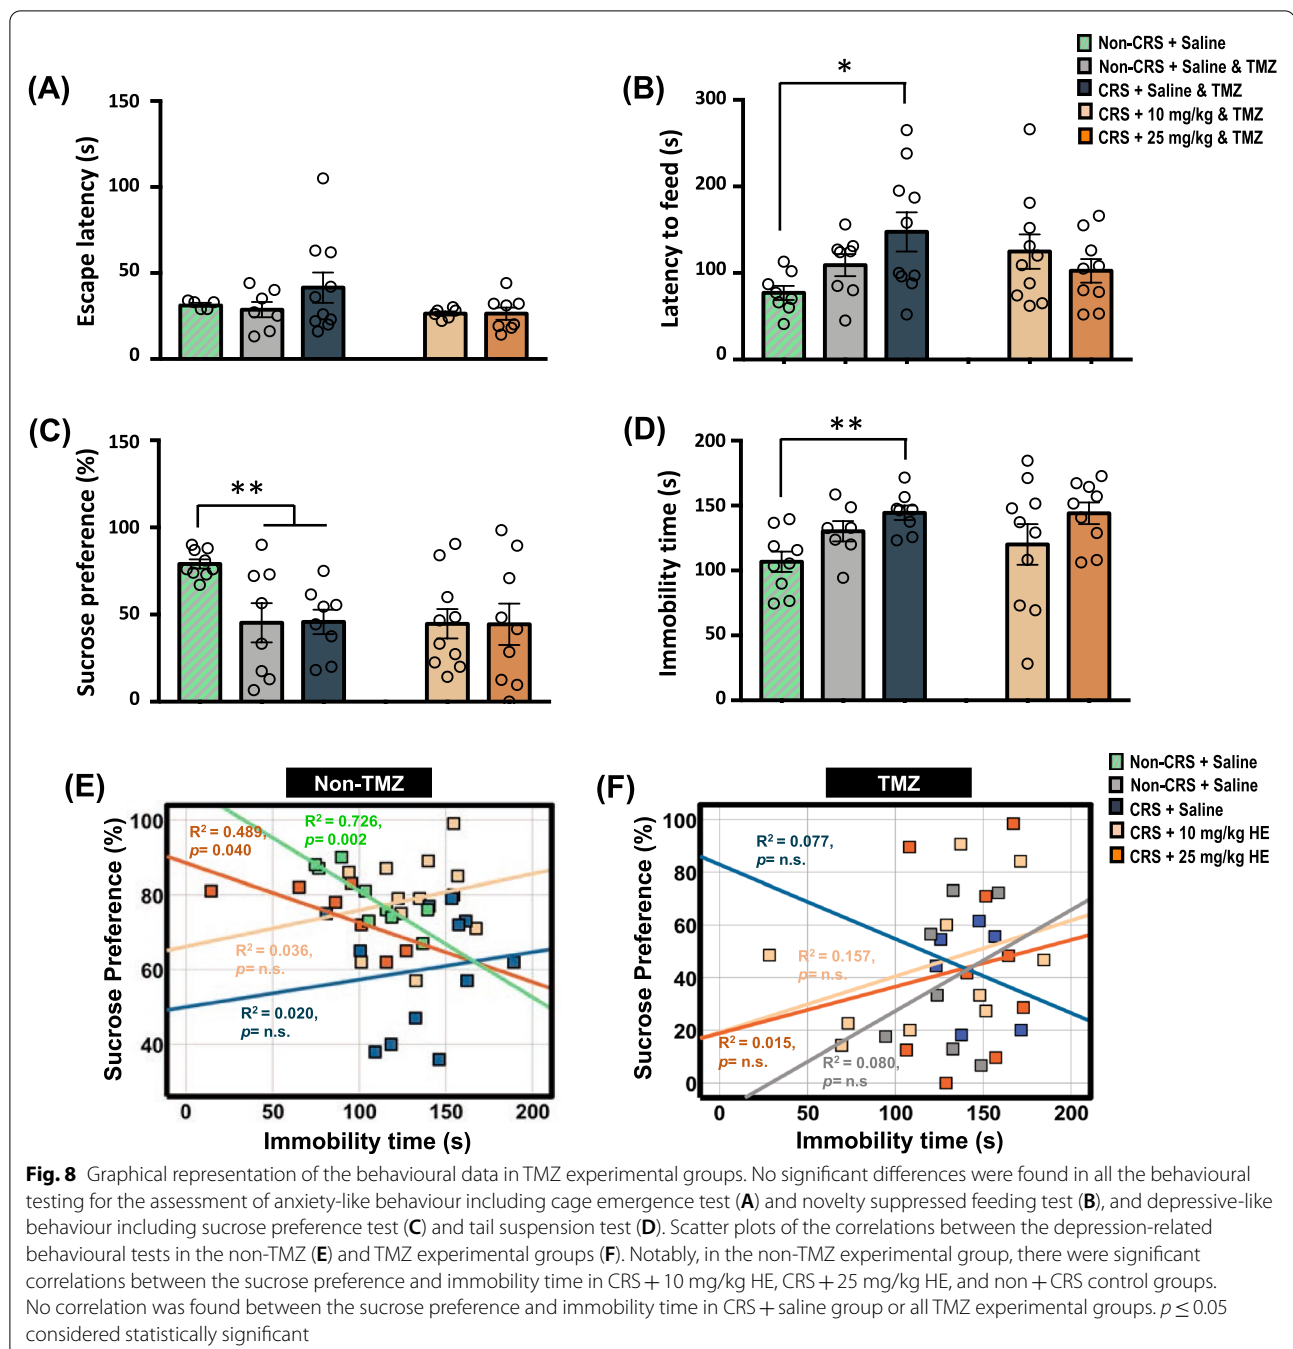 Non-CRS + Saline
Non-CRS + Saline & TMZ
CRS + Saline & TMZ
CRS + 10 mg/kg & TMZ
CRS + 25 mg/kg & TMZ
(A)
Escape latency (s)
150
100
50
0
(B)
Latency to feed (s)
300
200
100
0
*
(C)
Sucrose preference (%)
150
100
50
0
**
(D)
Immobility time (s)
200
150
100
50
0
**
Non-CRS + Saline
Non-CRS + Saline
CRS + Saline
CRS + 10 mg/kg HE
CRS + 25 mg/kg HE
(E)
Non-TMZ
Sucrose Preference (%)
100
80
60
40
R² = 0.489,
p= 0.040
R² = 0.726,
p= 0.002
R² = 0.036,
p= n.s.
R² = 0.020,
p= n.s.
0 50 100 150 200
Immobility time (s)
(F)
TMZ
Sucrose Preference (%)
100
80
60
40
20
0
R² = 0.077,
p= n.s.
R² = 0.157,
p= n.s.
R² = 0.015,
p= n.s.
R² = 0.080,
p= n.s
0 50 100 150 200
Immobility time (s)
Fig. 8 Graphical representation of the behavioural data in TMZ experimental groups. No significant differences were found in all the behavioural
testing for the assessment of anxiety-like behaviour including cage emergence test (A) and novelty suppressed feeding test (B), and depressive-like
behaviour including sucrose preference test (C) and tail suspension test (D). Scatter plots of the correlations between the depression-related
behavioural tests in the non-TMZ (E) and TMZ experimental groups (F). Notably, in the non-TMZ experimental group, there were significant
correlations between the sucrose preference and immobility time in CRS + 10 mg/kg HE, CRS + 25 mg/kg HE, and non + CRS control groups.
No correlation was found between the sucrose preference and immobility time in CRS + saline group or all TMZ experimental groups. p ≤ 0.05
considered statistically significant